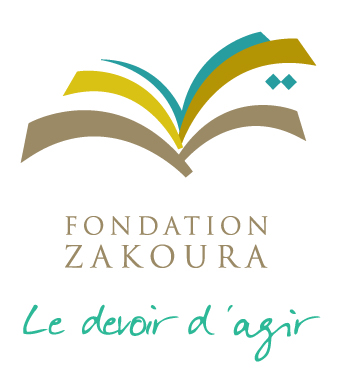 FONDATION
ZAKOURA
Le devoir d'agir